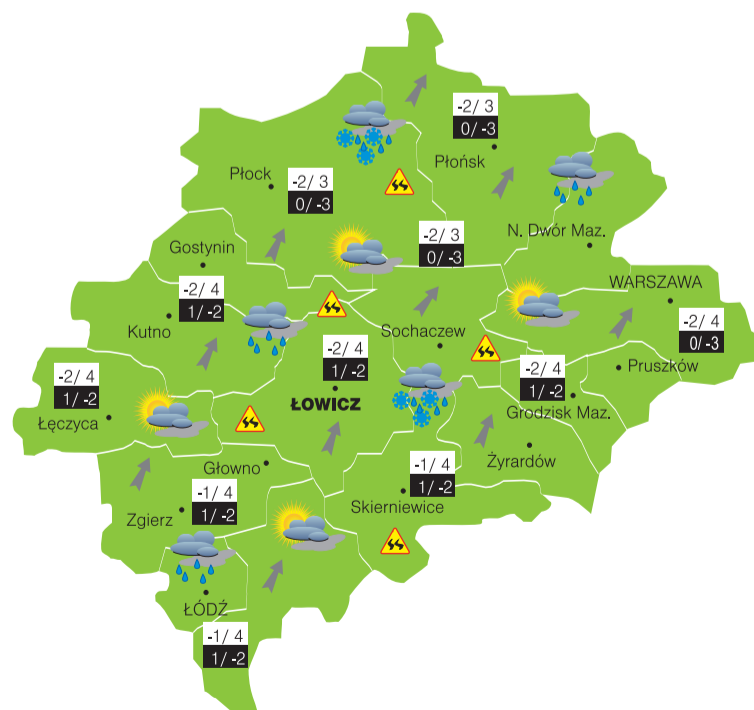 -2/ 3
0/ -3
Płońsk
Płock
-2/ 3
0/ -3
N. Dwór Maz.
-2/ 3
0/ -3
Gostynin
-2/ 4
1/ -2
Kutno
WARSZAWA
-2/ 4
0/ -3
Sochaczew
Pruszków
-2/ 4
1/ -2
Łęczyca
-2/ 4
1/ -2
ŁOWICZ
-2/ 4
1/ -2
Grodzisk Maz.
Żyrardów
Głowno
-1/ 4
1/ -2
Skierniewice
-1/ 4
1/ -2
Zgierz
ŁÓDŹ
-1/ 4
1/ -2